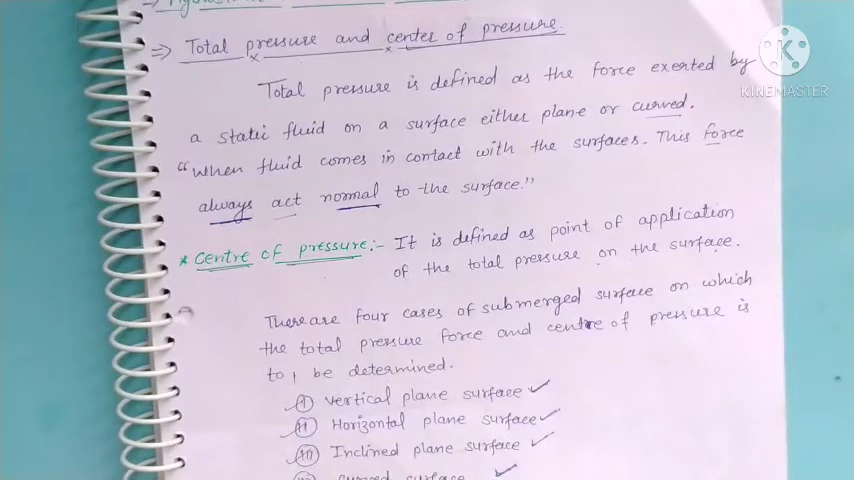 ⇒ Total pressure and center of pressure.
Total pressure is defined as the force exerted by
a static fluid on a surface either plane or curved.
"when fluid comes in contact with the surfaces. This force
always act normal to the surface."
* Centre of pressure:- It is defined as point of application
of the total pressure on the surface.
There are four cases of submerged surface on which
the total pressure force and centre of pressure is
to be determined.
(i) Vertical plane surface ✓
(ii) Horizontal plane surface ✓
(iii) Inclined plane surface ✓
curved surface ✓
K
KINEMASTER